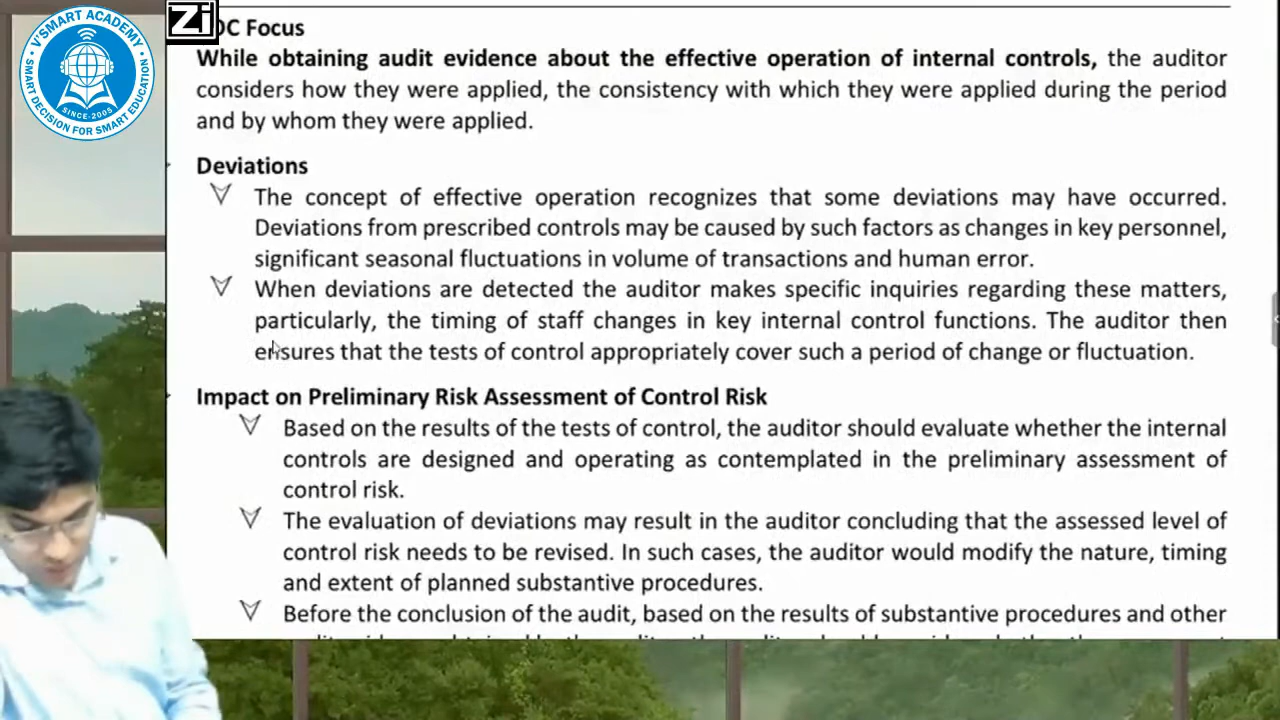 V'SMART ACADEMY
SMART DECISION FOR SMART EDUCATION
SINCE-2005
Zi
OC Focus
While obtaining audit evidence about the effective operation of internal controls, the auditor
considers how they were applied, the consistency with which they were applied during the period
and by whom they were applied.
Deviations
The concept of effective operation recognizes that some deviations may have occurred.
Deviations from prescribed controls may be caused by such factors as changes in key personnel,
significant seasonal fluctuations in volume of transactions and human error.
When deviations are detected the auditor makes specific inquiries regarding these matters,
particularly, the timing of staff changes in key internal control functions. The auditor then
ensures that the tests of control appropriately cover such a period of change or fluctuation.
Impact on Preliminary Risk Assessment of Control Risk
Based on the results of the tests of control, the auditor should evaluate whether the internal
controls are designed and operating as contemplated in the preliminary assessment of
control risk.
The evaluation of deviations may result in the auditor concluding that the assessed level of
control risk needs to be revised. In such cases, the auditor would modify the nature, timing
and extent of planned substantive procedures.
Before the conclusion of the audit, based on the results of substantive procedures and other